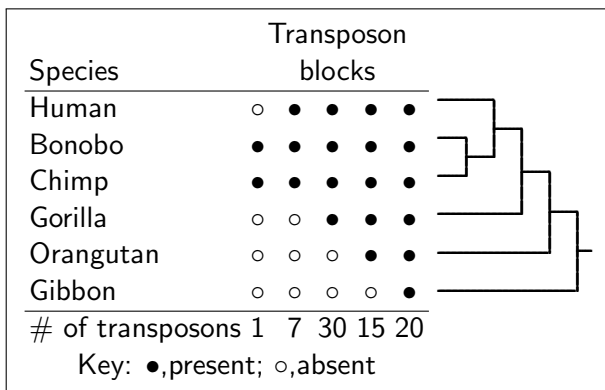 Transposon
Species blocks
Human ○ ● ● ● ●
Bonobo ● ● ● ● ●
Chimp ● ● ● ● ●
Gorilla ○ ○ ● ● ●
Orangutan ○ ○ ○ ● ●
Gibbon ○ ○ ○ ○ ●
# of transposons 1 7 30 15 20
Key: ●,present; ○,absent